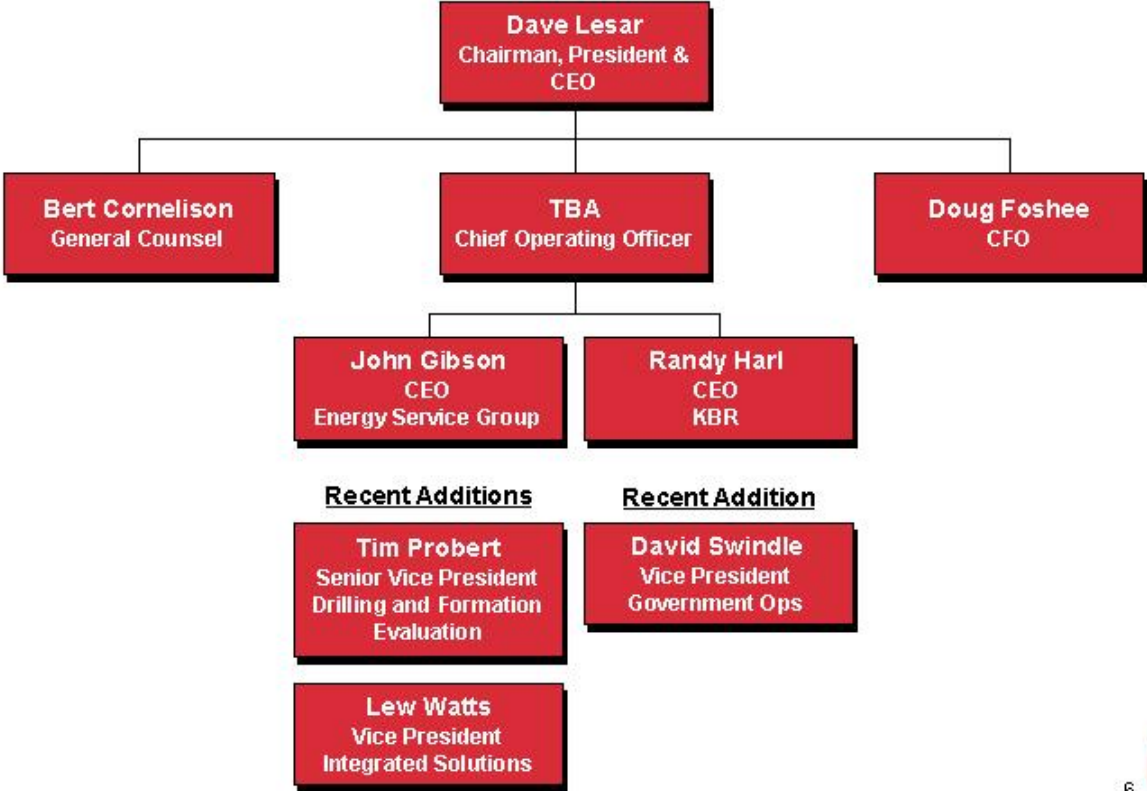 Dave Lesar
Chairman, President &
CEO
Bert Cornelison
General Counsel
TBA
Chief Operating Officer
Doug Foshee
CFO
John Gibson
CEO
Energy Service Group
Randy Harl
CEO
KBR
Recent Additions
Tim Probert
Senior Vice President
Drilling and Formation
Evaluation
Lew Watts
Vice President
Integrated Solutions
Recent Addition
David Swindle
Vice President
Government Ops
6